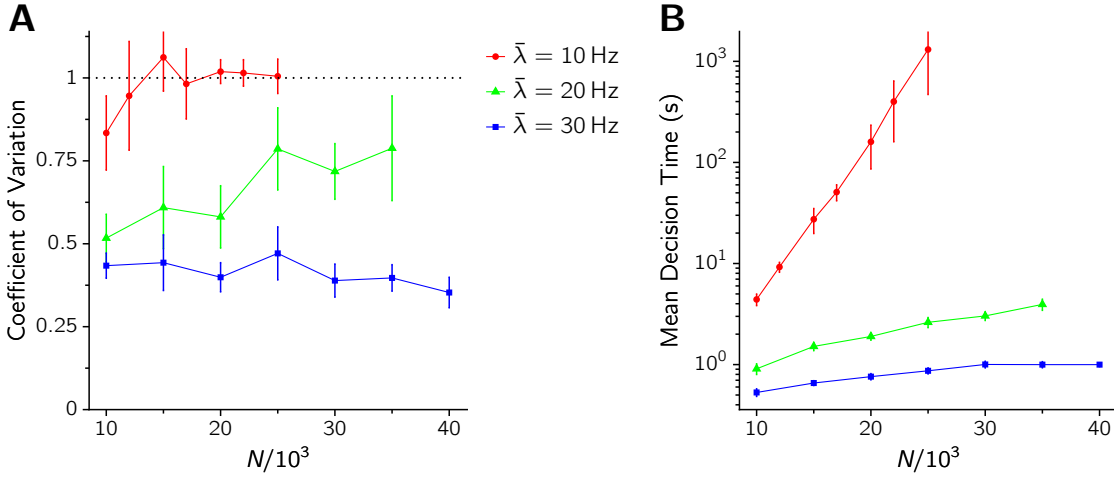 A
Coefficient of Variation
1
0.75
0.5
0.25
0
10 20 30 40
N/10³
λ̄ = 10 Hz
λ̄ = 20 Hz
λ̄ = 30 Hz
B
Mean Decision Time (s)
10³
10²
10¹
10⁰
10 20 30 40
N/10³